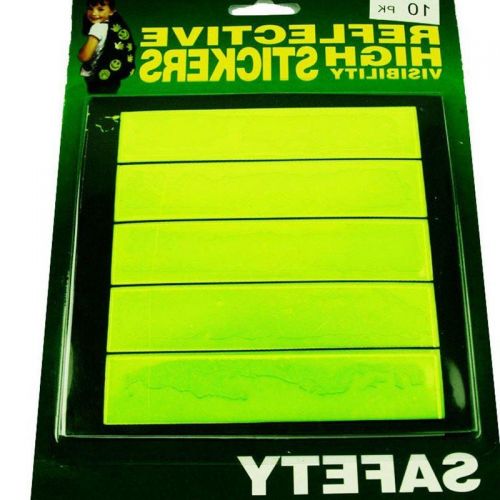 10 PK
REFLECTIVE
HIGH STICKERS
VISIBILITY
SAFETY